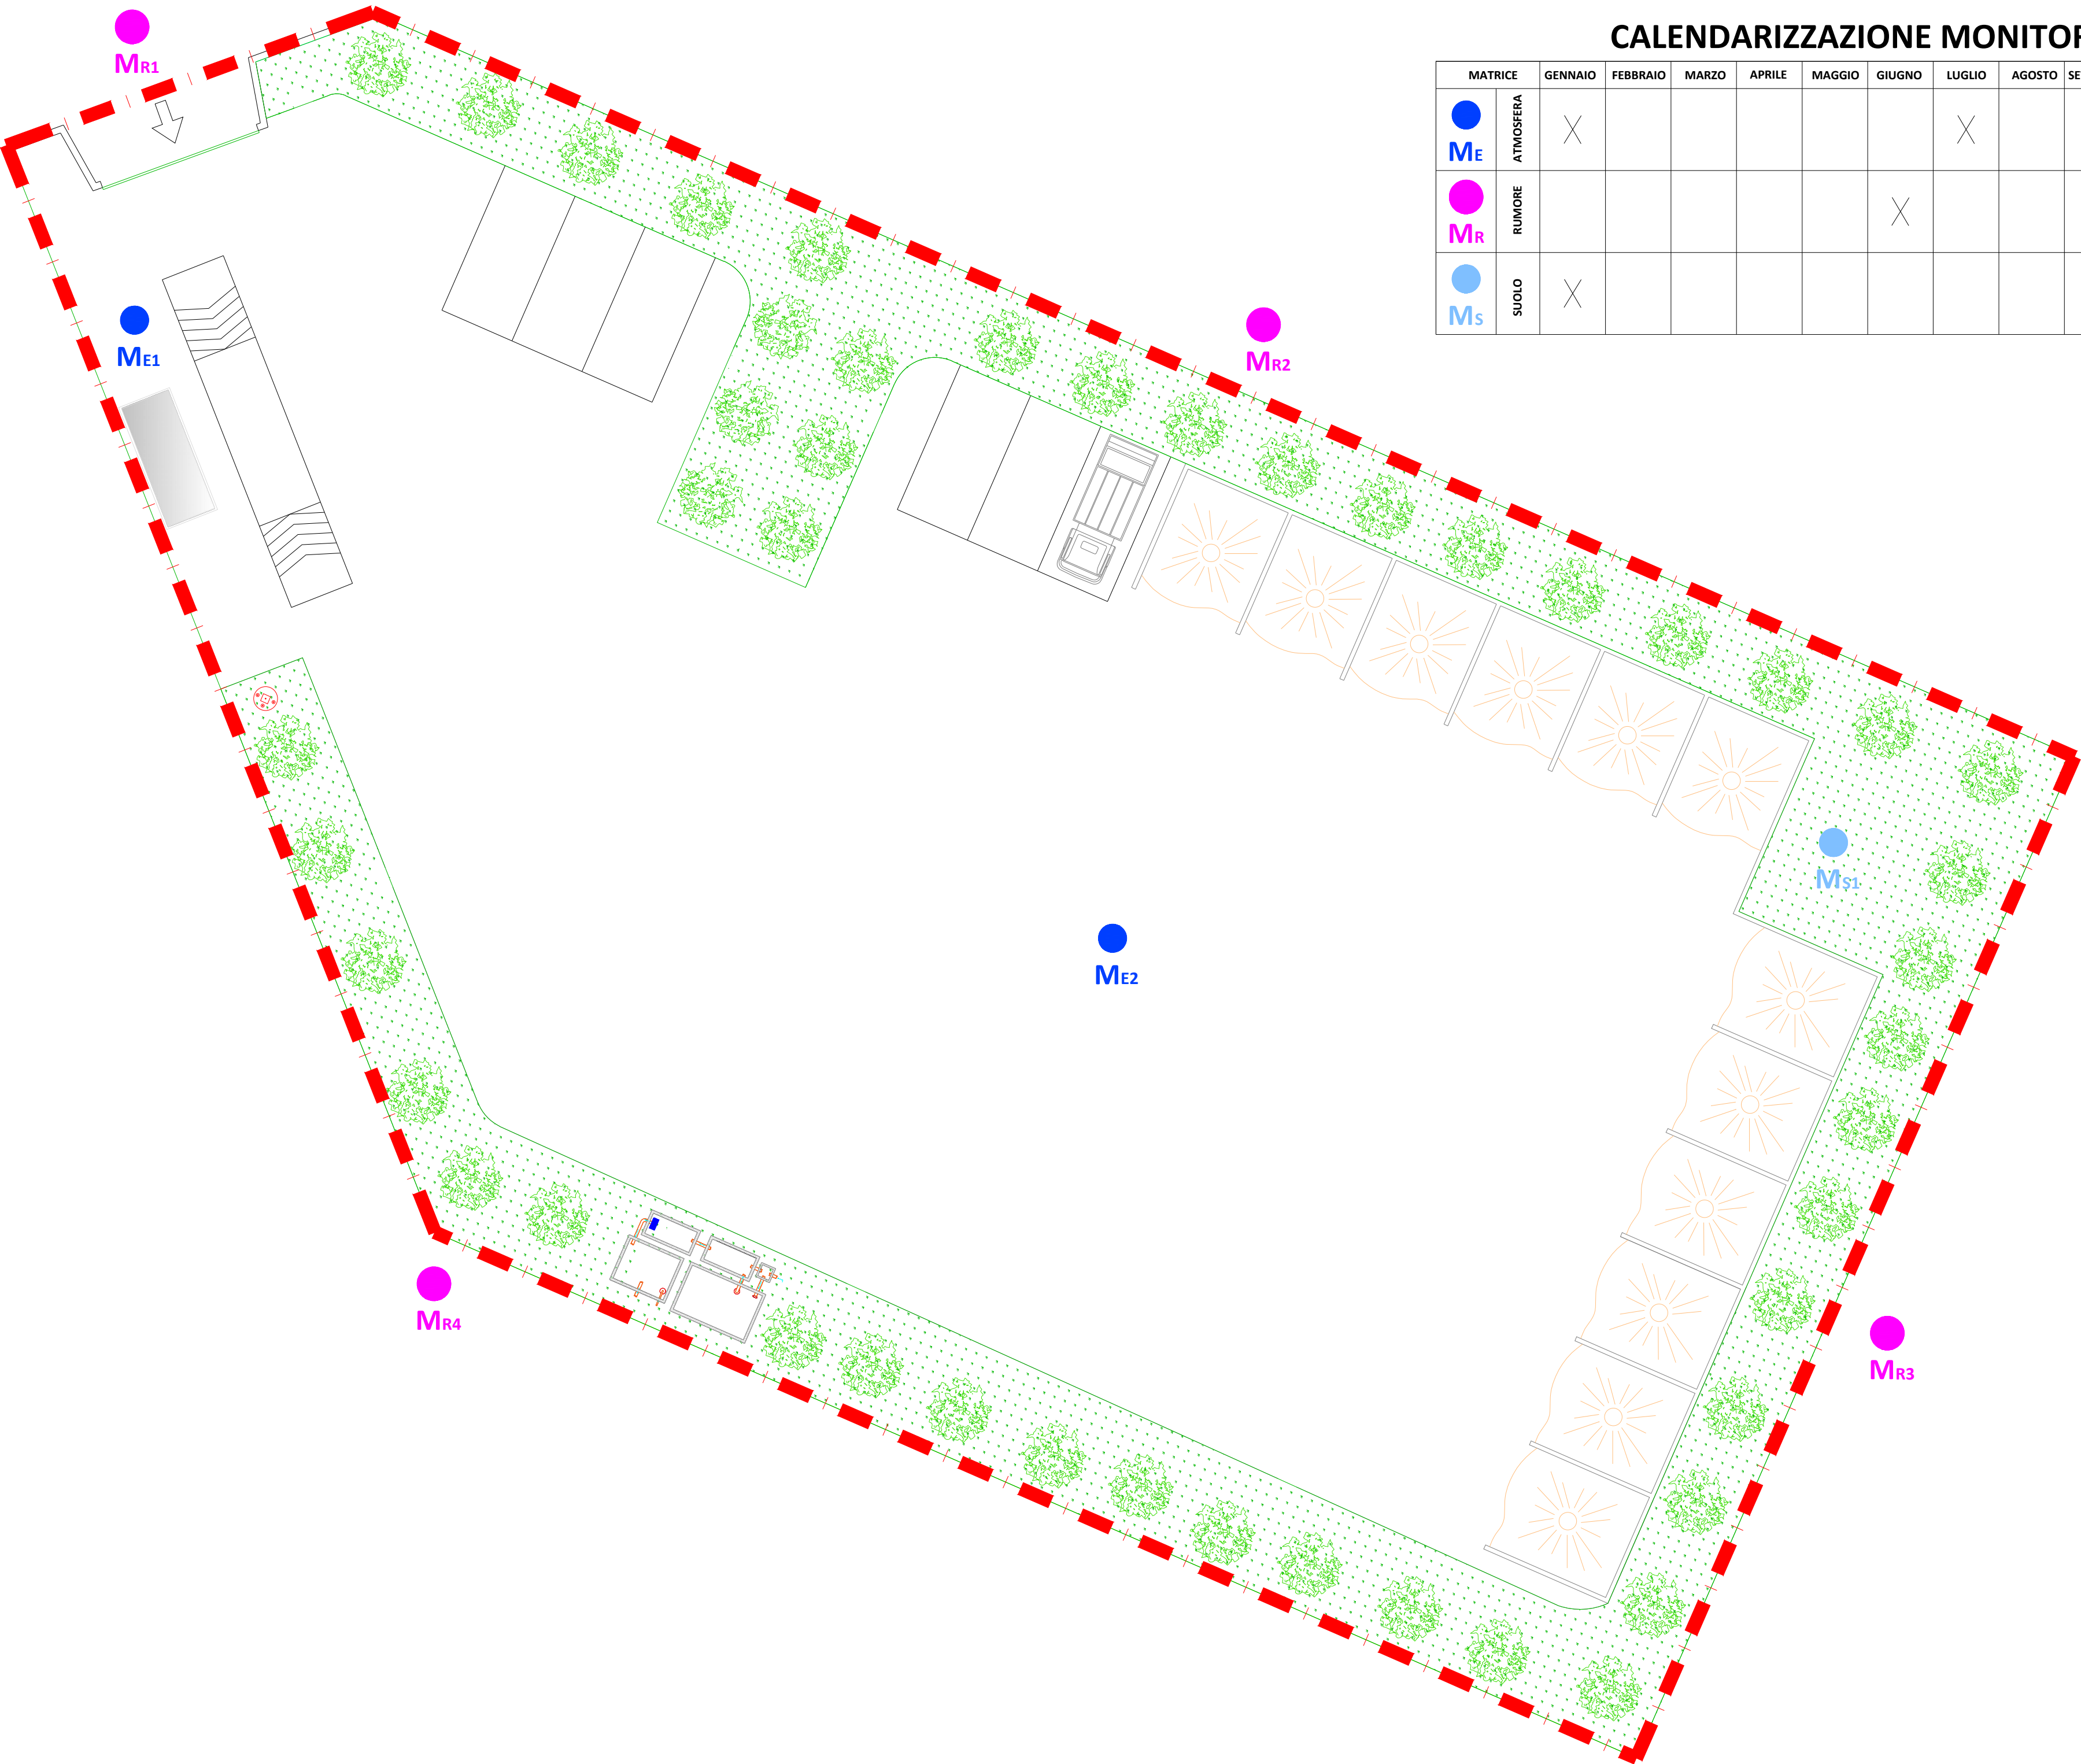 CALENDARIZZAZIONE MONITOR
MATRICE GENNAIO FEBBRAIO MARZO APRILE MAGGIO GIUGNO LUGLIO AGOSTO SE
ME ATMOSFERA X X
MR RUMORE X
MS SUOLO X
MR1
ME1
MR2
MS1
ME2
MR4
MR3